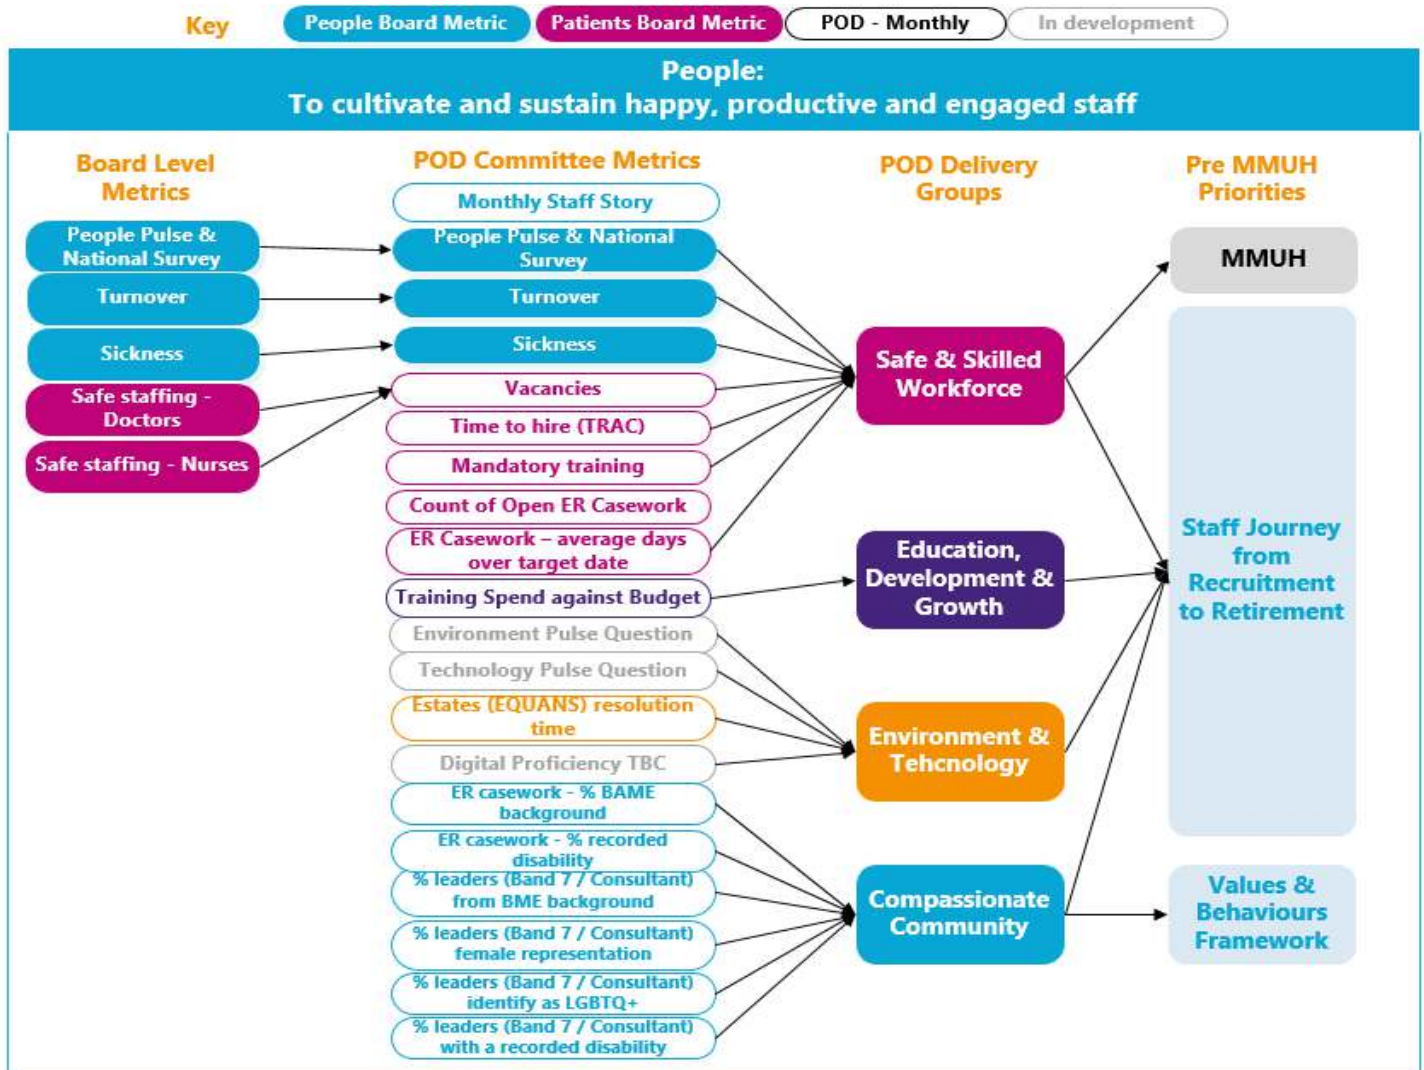 Key
People Board Metric
Patients Board Metric
POD - Monthly
In development
People:
To cultivate and sustain happy, productive and engaged staff
Board Level
Metrics
People Pulse &
National Survey
Turnover
Sickness
Safe staffing -
Doctors
Safe staffing - Nurses
POD Committee Metrics
Monthly Staff Story
People Pulse & National
Survey
Turnover
Sickness
Vacancies
Time to hire (TRAC)
Mandatory training
Count of Open ER Casework
ER Casework – average days
over target date
Training Spend against Budget
Environment Pulse Question
Technology Pulse Question
Estates (EQUANS) resolution
time
Digital Proficiency TBC
ER casework - % BAME
background
ER casework - % recorded
disability
% leaders (Band 7 / Consultant)
from BME background
% leaders (Band 7 / Consultant)
female representation
% leaders (Band 7 / Consultant)
identify as LGBTQ+
% leaders (Band 7 / Consultant)
with a recorded disability
POD Delivery
Groups
Safe & Skilled
Workforce
Education,
Development &
Growth
Environment &
Tehcnology
Compassionate
Community
Pre MMUH
Priorities
MMUH
Staff Journey
from
Recruitment
to Retirement
Values &
Behaviours
Framework